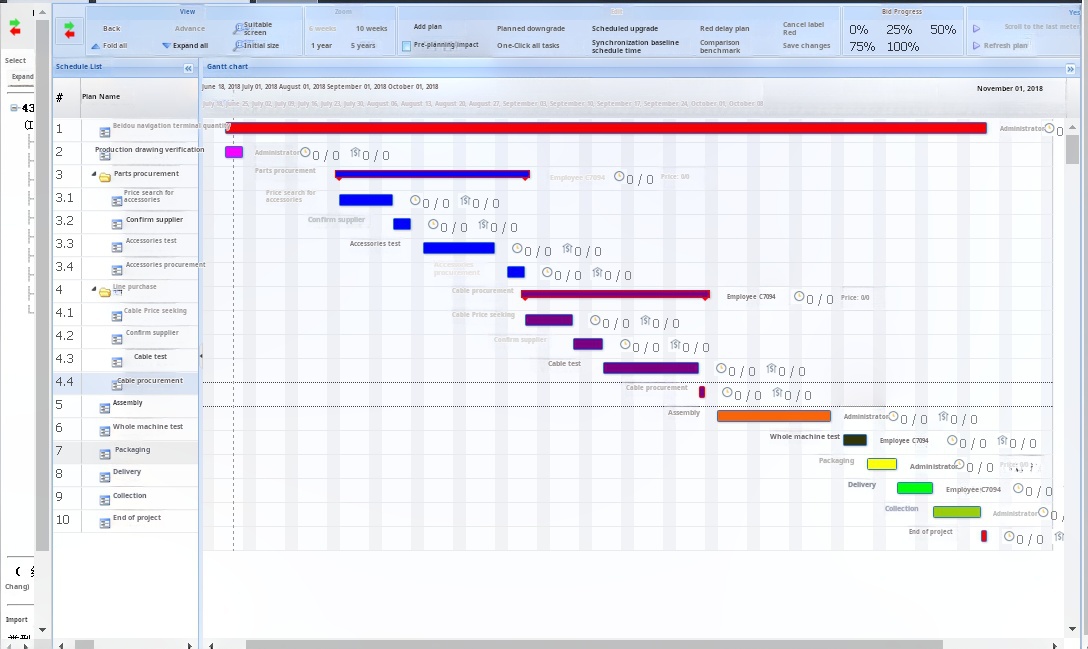 View
Zoom
Edit
Bid Progress
Back
Advance
Suitable screen
6 weeks
10 weeks
Add plan
Planned downgrade
Scheduled upgrade
Red delay plan
Cancel label Red
0% 25% 50%
Scroll to the last
Fold all
Expand all
Initial size
1 year
5 years
Pre-planning impact
One-Click all tasks
Synchronization baseline schedule time
Comparison benchmark
Save changes
75% 100%
Refresh plan
Select
Expand
Import
Schedule List
Gantt chart
# Plan Name
June 18, 2018 July 01, 2018 August 01, 2018 September 01, 2018 October 01, 2018
November 01, 2018
1 Beidou navigation terminal quantity
Administrator
2 Production drawing verification
Administrator 0 / 0 0 / 0
3 Parts procurement
Parts procurement Employee C7094 0 / 0 Price: 0/0
3.1 Price search for accessories
Price search for accessories 0 / 0 0 / 0
3.2 Confirm supplier
Confirm supplier 0 / 0 0 / 0
3.3 Accessories test
Accessories test 0 / 0 0 / 0
3.4 Accessories procurement
Accessories procurement 0 / 0 0 / 0
4 Line purchase
Cable procurement Employee C7094 0 / 0 Price: 0/0
4.1 Cable Price seeking
Cable Price seeking 0 / 0 0 / 0
4.2 Confirm supplier
Confirm supplier 0 / 0 0 / 0
4.3 Cable test
Cable test 0 / 0 0 / 0
4.4 Cable procurement
Cable procurement 0 / 0 0 / 0
5 Assembly
Assembly Administrator 0 / 0 0 / 0
6 Whole machine test
Whole machine test Employee C7094 0 / 0 0 / 0
7 Packaging
Packaging Administrator 0 / 0
8 Delivery
Delivery Employee C7094 0 / 0
9 Collection
Collection Administrator 0 /
10 End of project
End of project 0 / 0